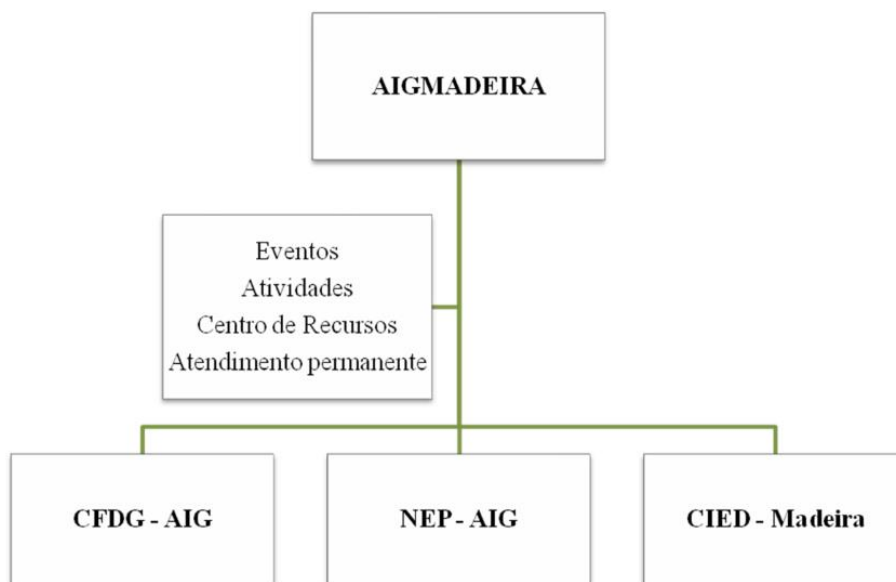 AIGMADEIRA
Eventos
Atividades
Centro de Recursos
Atendimento permanente
CFDG - AIG
NEP - AIG
CIED - Madeira